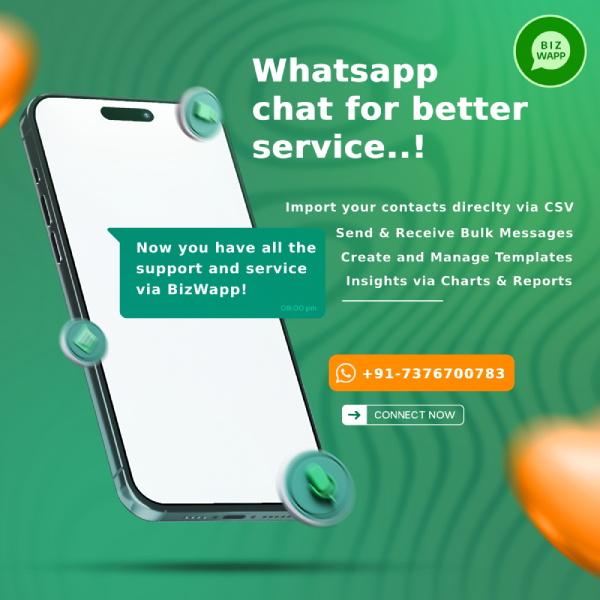 BIZ
WAPP
Whatsapp
chat for better
service..!
Import your contacts direclty via CSV
Send & Receive Bulk Messages
Create and Manage Templates
Insights via Charts & Reports
Now you have all the
support and service
via BizWapp!
09:00 pm
+91-7376700783
CONNECT NOW